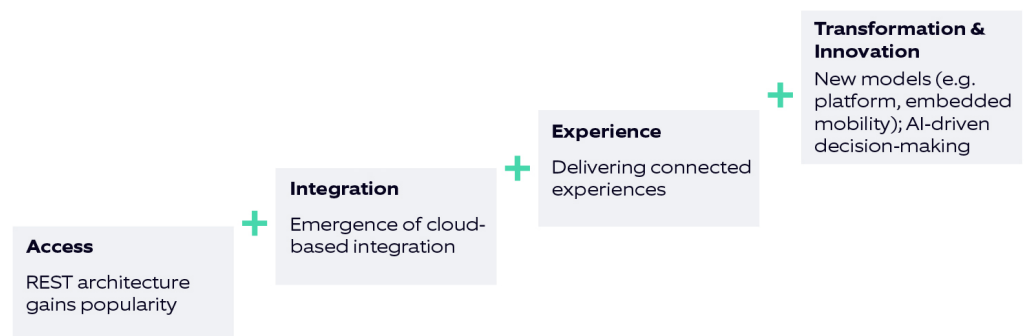 Access
REST architecture
gains popularity
+
Integration
Emergence of cloud-
based integration
+
Experience
Delivering connected
experiences
+
Transformation &
Innovation
New models (e.g.
platform, embedded
mobility); AI-driven
decision-making